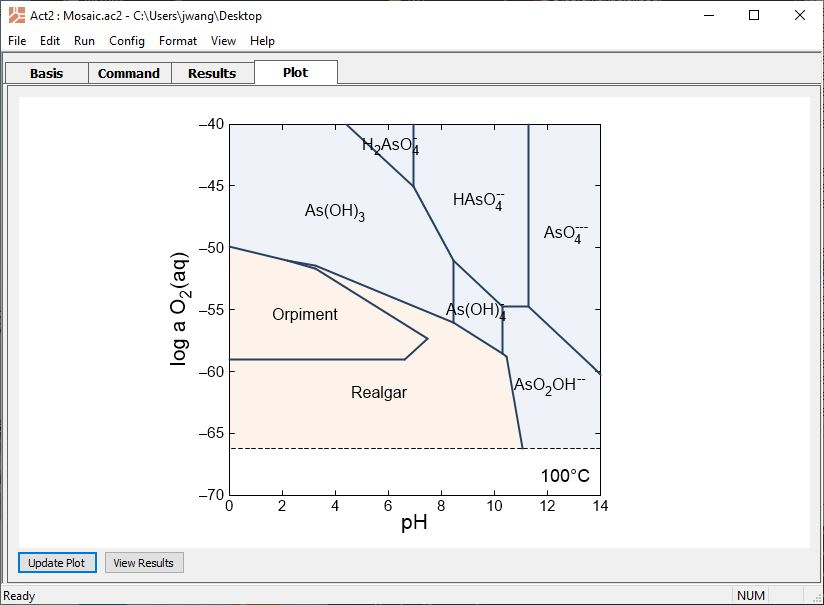 Act2 : Mosaic.ac2 - C:\Users\jwang\Desktop
File Edit Run Config Format View Help
Basis Command Results Plot
−40
H₂AsO₄⁻
−45
HAsO₄⁻⁻
As(OH)₃
AsO₄⁻⁻⁻
−50
log a O₂(aq)
Orpiment
As(OH)₄⁻
−55
−60
AsO₂OH⁻⁻
Realgar
−65
100°C
−70
0 2 4 6 8 10 12 14
pH
Update Plot View Results
Ready NUM